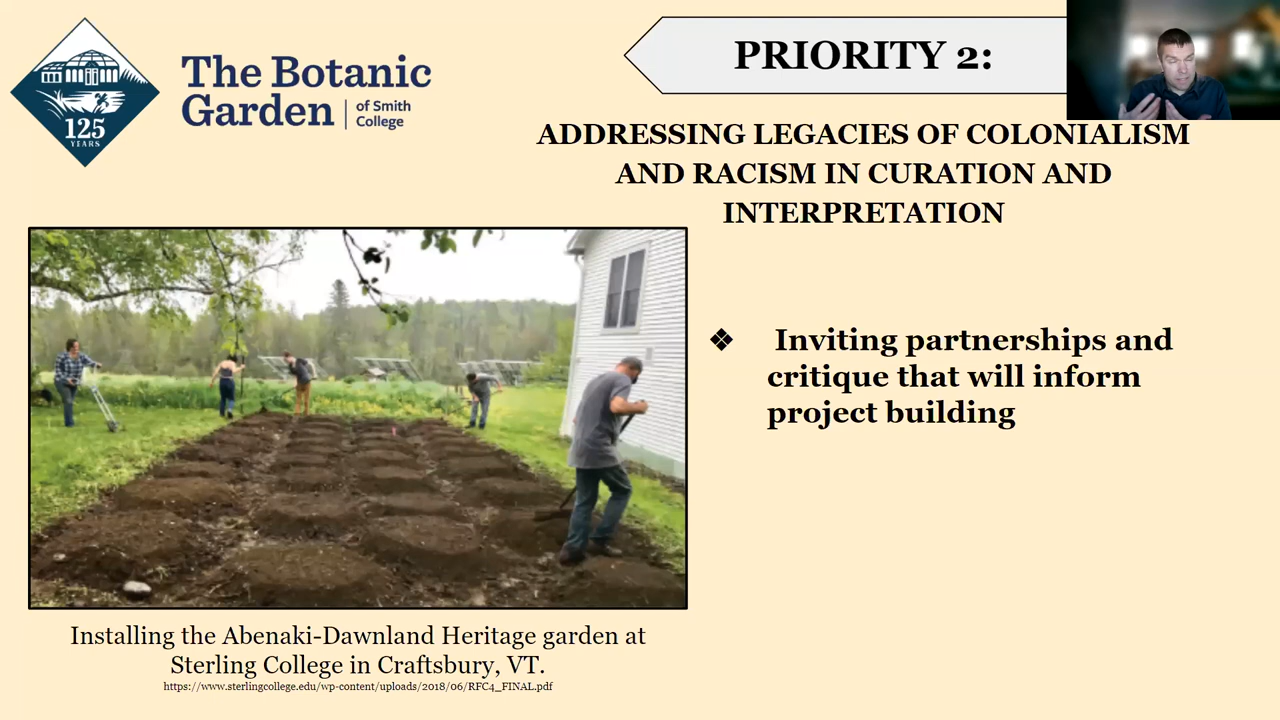 125
YEARS
The Botanic
Garden
of Smith
College
PRIORITY 2:
ADDRESSING LEGACIES OF COLONIALISM
AND RACISM IN CURATION AND
INTERPRETATION
❖ Inviting partnerships and
critique that will inform
project building
Installing the Abenaki-Dawnland Heritage garden at
Sterling College in Craftsbury, VT.
https://www.sterlingcollege.edu/wp-content/uploads/2018/06/RFC4_FINAL.pdf